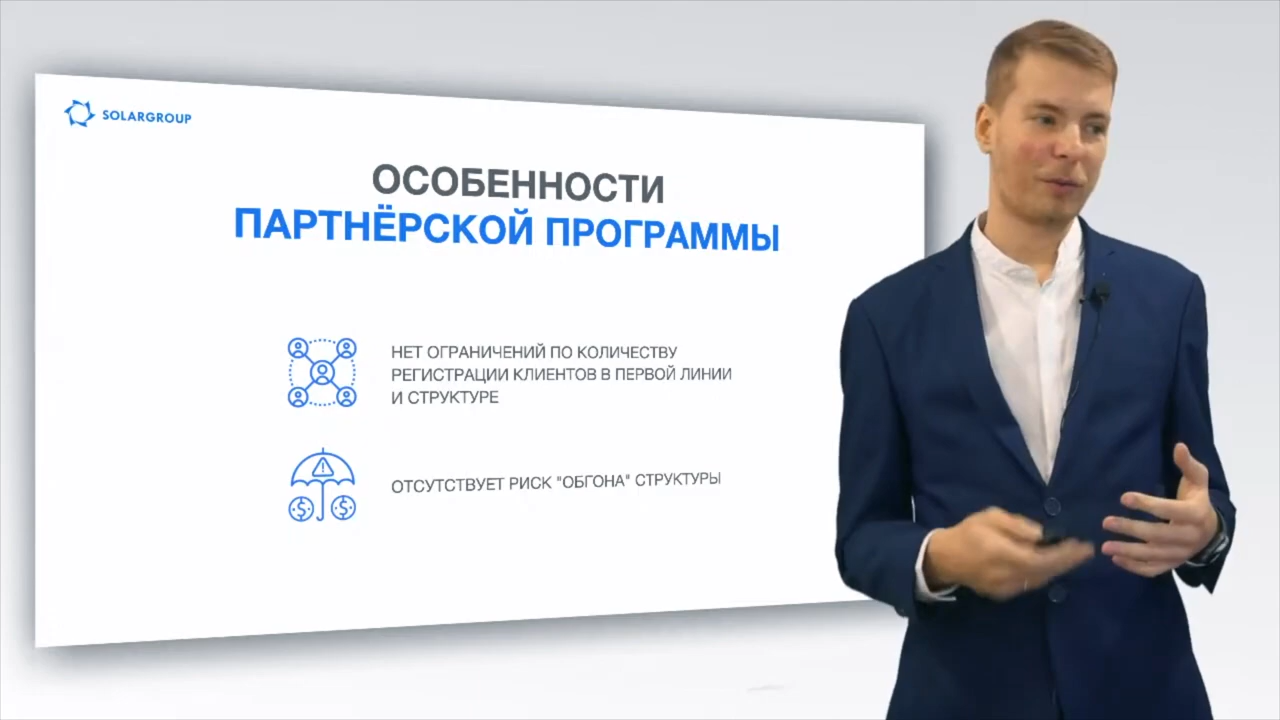 SOLARGROUP
ОСОБЕННОСТИ
ПАРТНЁРСКОЙ ПРОГРАММЫ
НЕТ ОГРАНИЧЕНИЙ ПО КОЛИЧЕСТВУ
РЕГИСТРАЦИИ КЛИЕНТОВ В ПЕРВОЙ ЛИНИИ
И СТРУКТУРЕ
ОТСУТСТВУЕТ РИСК "ОБГОНА" СТРУКТУРЫ